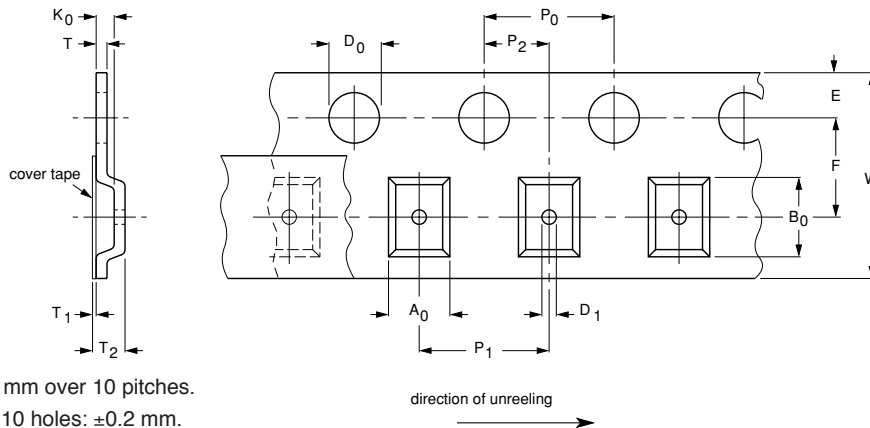 K0
T
D0
P0
P2
E
F
W
cover tape
B0
T1
T2
A0
D1
P1
mm over 10 pitches.
10 holes: ±0.2 mm.
direction of unreeling